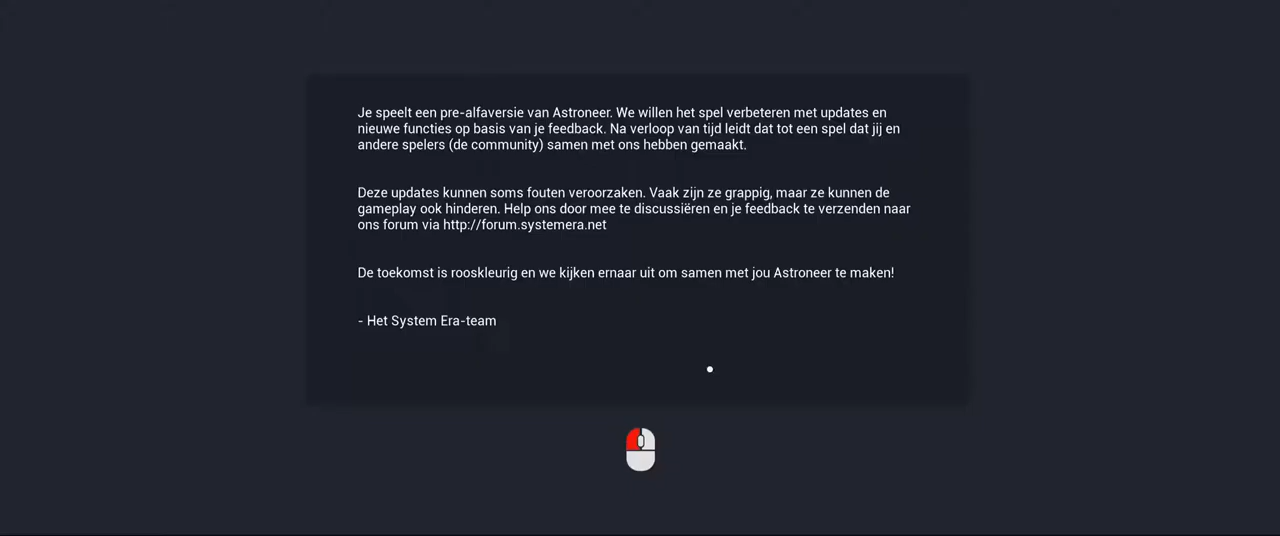 Je speelt een pre-alfaversie van Astroneer. We willen het spel verbeteren met updates en
nieuwe functies op basis van je feedback. Na verloop van tijd leidt dat tot een spel dat jij en
andere spelers (de community) samen met ons hebben gemaakt.
Deze updates kunnen soms fouten veroorzaken. Vaak zijn ze grappig, maar ze kunnen de
gameplay ook hinderen. Help ons door mee te discussiëren en je feedback te verzenden naar
ons forum via http://forum.systemera.net
De toekomst is rooskleurig en we kijken ernaar uit om samen met jou Astroneer te maken!
- Het System Era-team